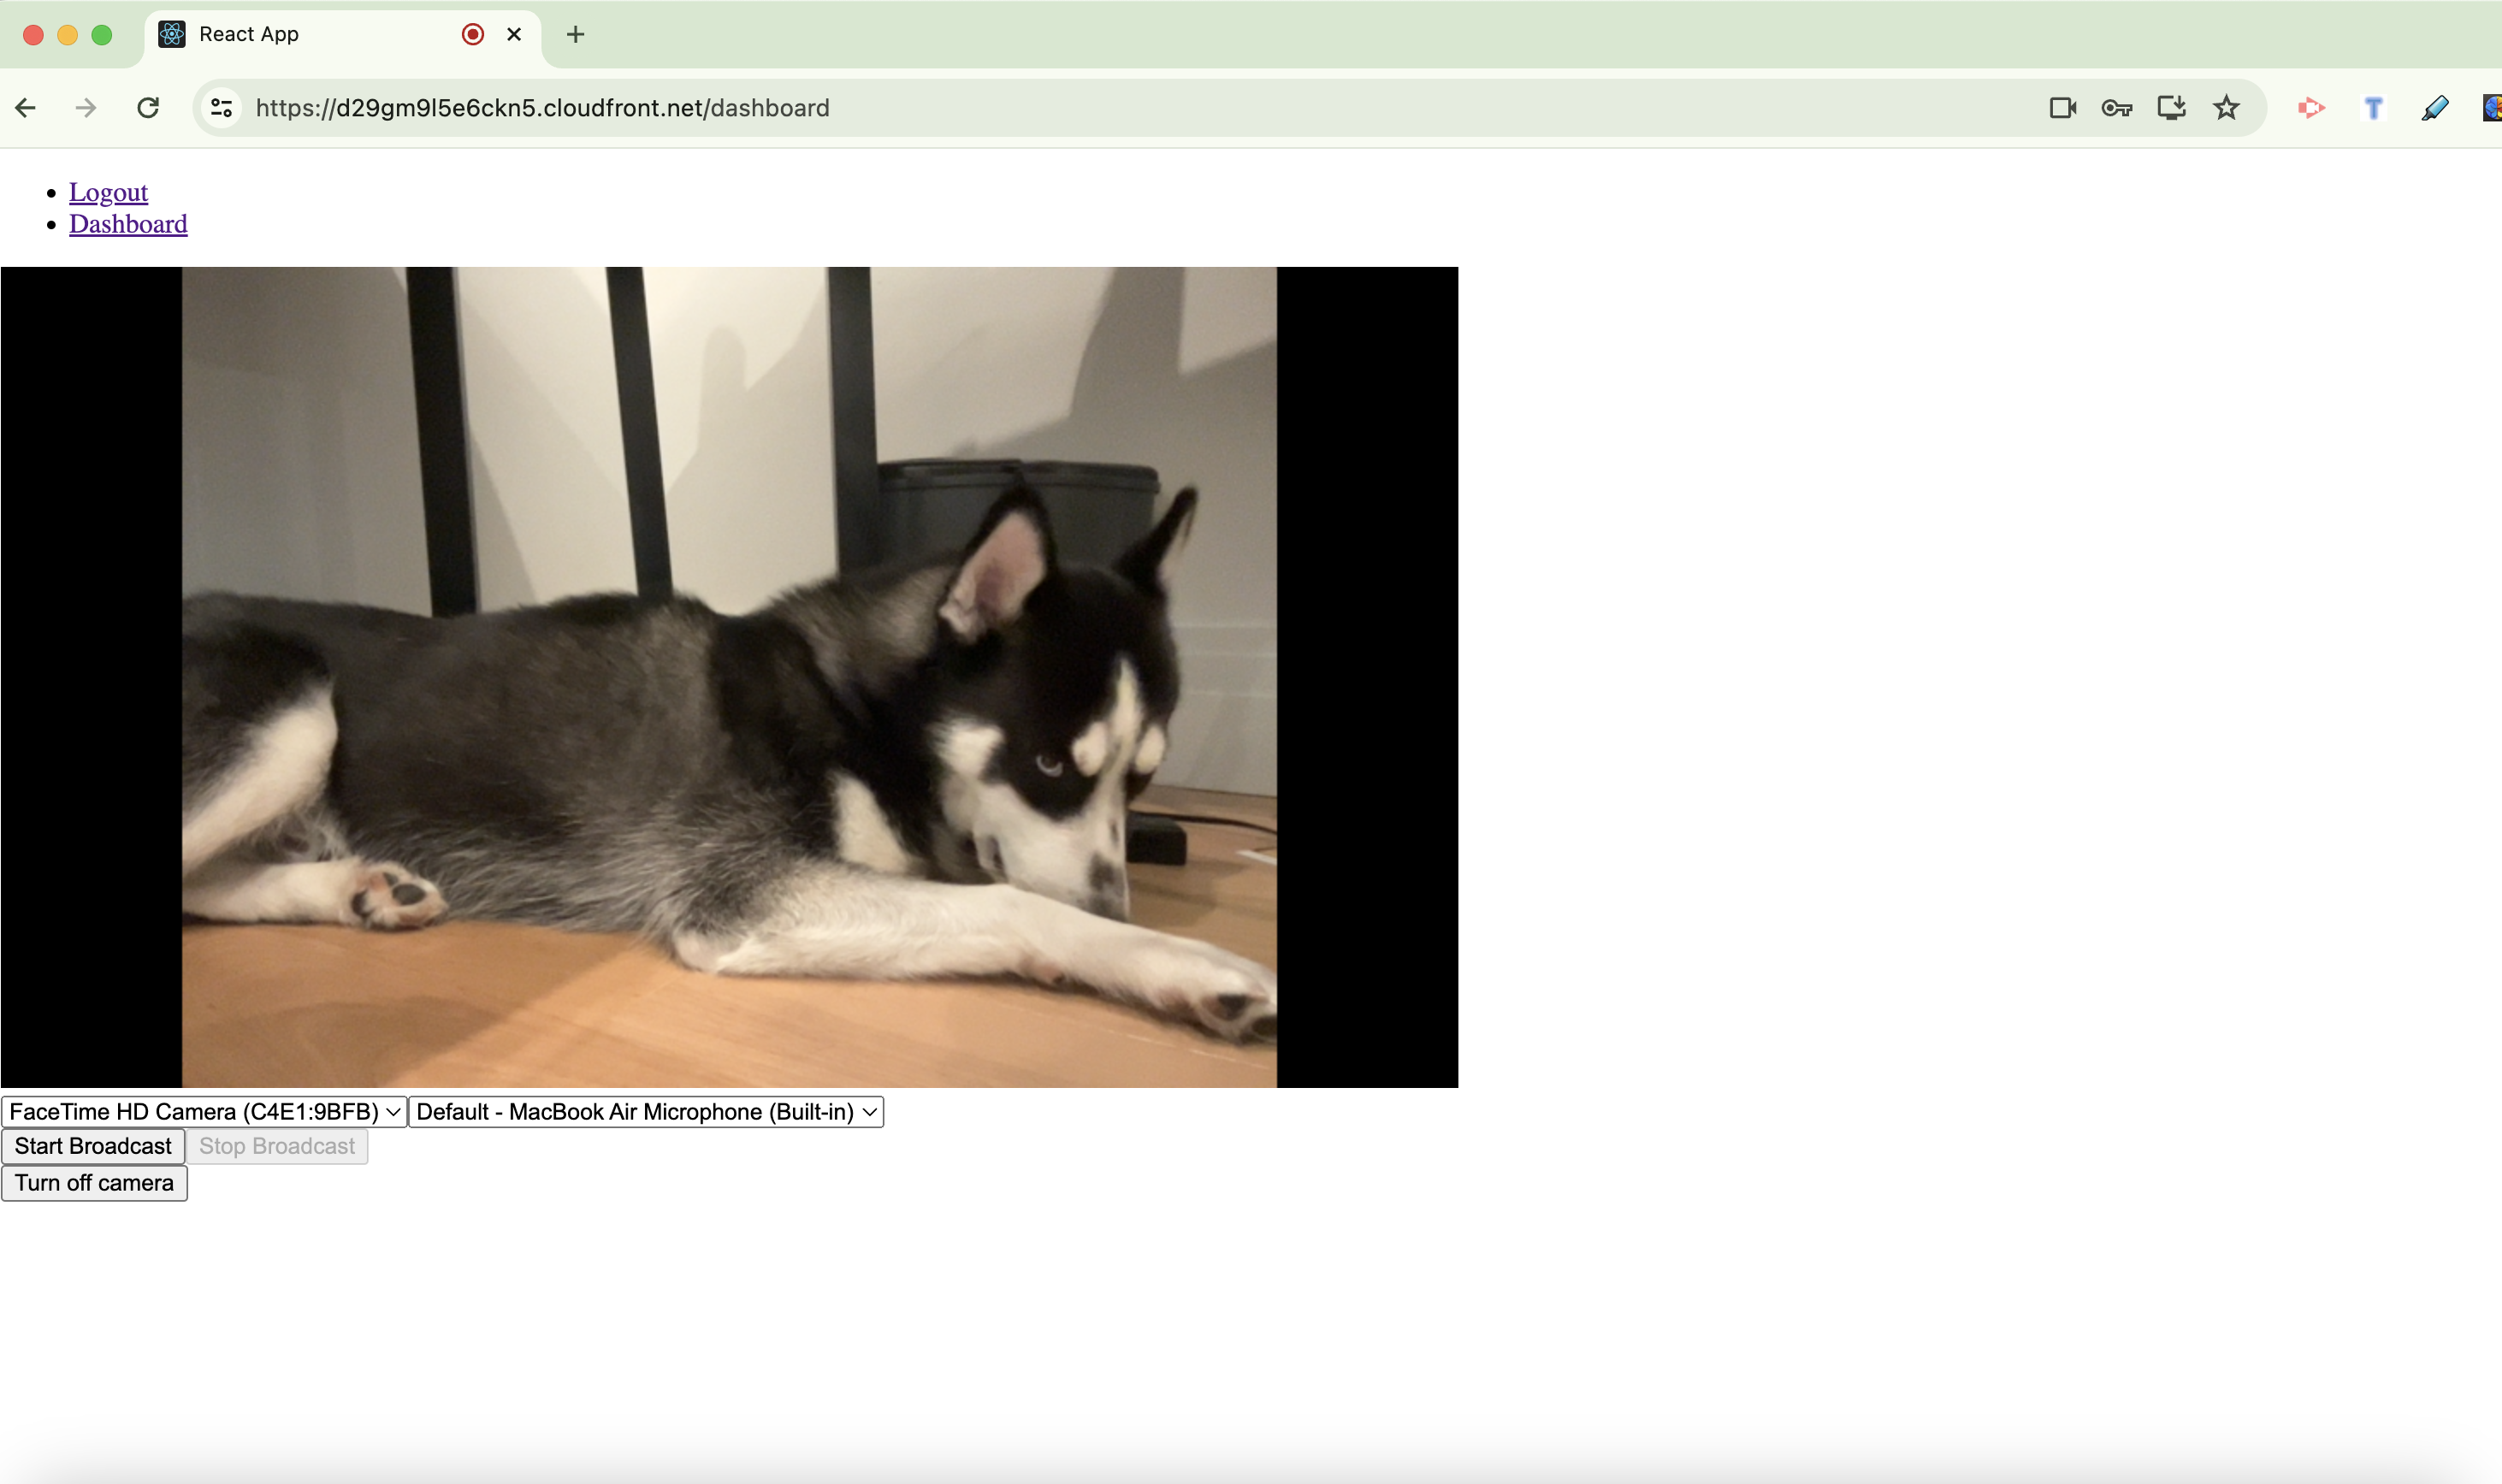 React App
https://d29gm9l5e6ckn5.cloudfront.net/dashboard
T
Logout
Dashboard
FaceTime HD Camera (C4E1:9BFB) Default - MacBook Air Microphone (Built-in)
Start Broadcast Stop Broadcast
Turn off camera